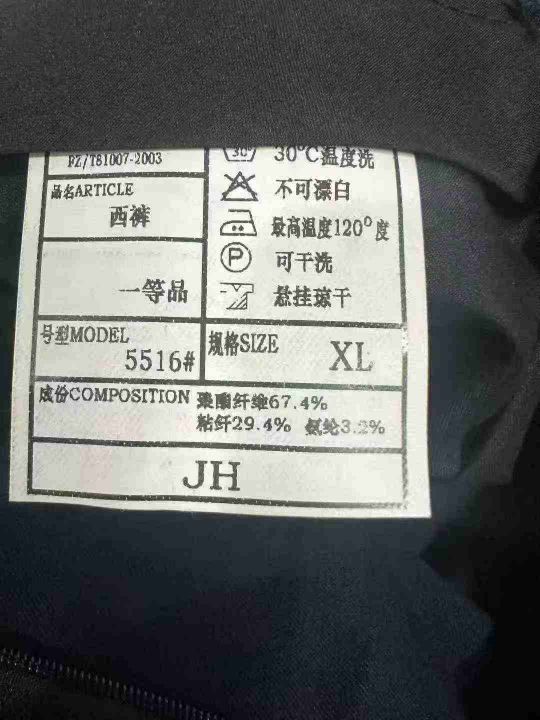 FZ/T81007-2003
30°C温度洗
品名ARTICLE
西裤
不可漂白
最高温度120°度
P
可干洗
一等品
悬挂晾干
号型MODEL
5516#
规格SIZE
XL
成份COMPOSITION 聚酯纤维67.4%
粘纤29.4% 氨纶3.2%
JH